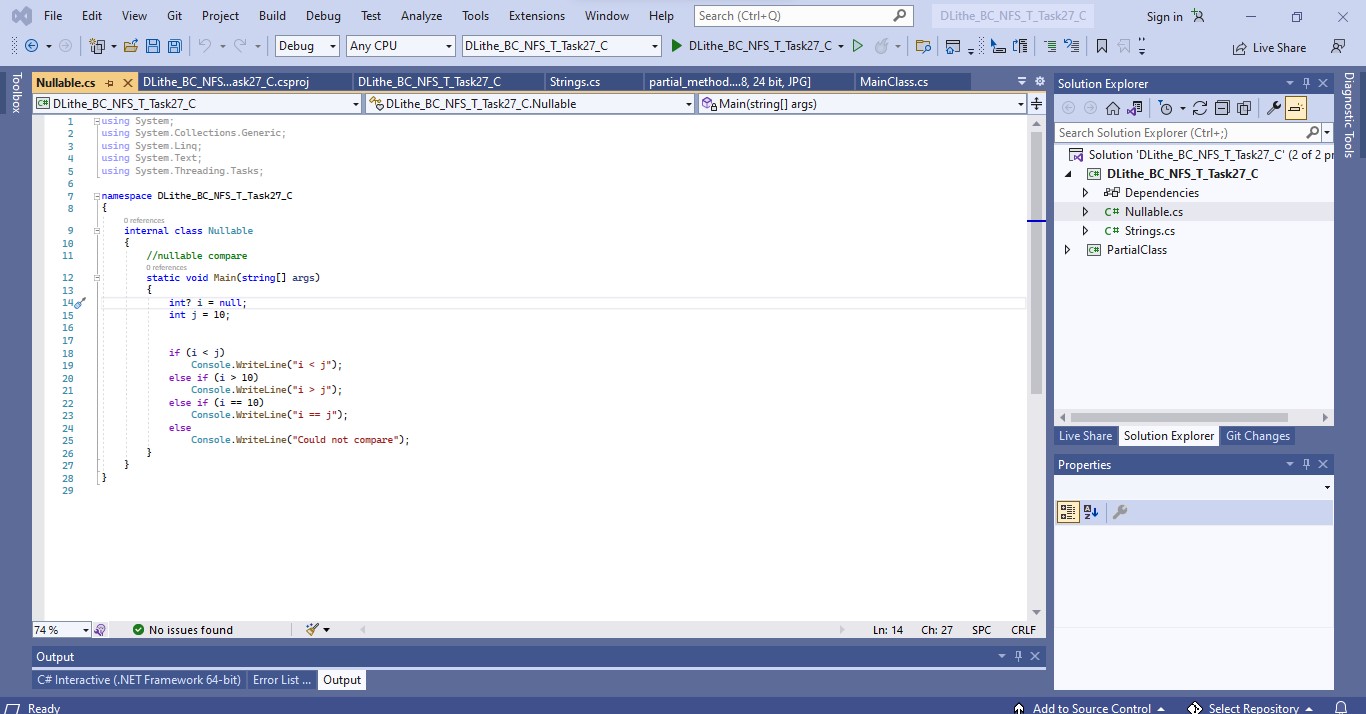 File Edit View Git Project Build Debug Test Analyze Tools Extensions Window Help Search (Ctrl+Q) DLithe_BC_NFS_T_Task27_C Sign in
Debug Any CPU DLithe_BC_NFS_T_Task27_C DLithe_BC_NFS_T_Task27_C Live Share
Toolbox
Nullable.cs DLithe_BC_NFS...ask27_C.csproj DLithe_BC_NFS_T_Task27_C Strings.cs partial_method....8, 24 bit, JPG] MainClass.cs
DLithe_BC_NFS_T_Task27_C DLithe_BC_NFS_T_Task27_C.Nullable Main(string[] args)
1 using System;
2 using System.Collections.Generic;
3 using System.Linq;
4 using System.Text;
5 using System.Threading.Tasks;
6
7 namespace DLithe_BC_NFS_T_Task27_C
8 {
0 references
9 internal class Nullable
10 {
11 //nullable compare
0 references
12 static void Main(string[] args)
13 {
14 int? i = null;
15 int j = 10;
16
17
18 if (i < j)
19 Console.WriteLine("i < j");
20 else if (i > 10)
21 Console.WriteLine("i > j");
22 else if (i == 10)
23 Console.WriteLine("i == j");
24 else
25 Console.WriteLine("Could not compare");
26 }
27 }
28 }
29
74 % No issues found Ln: 14 Ch: 27 SPC CRLF
Output
C# Interactive (.NET Framework 64-bit) Error List ... Output
Solution Explorer
Search Solution Explorer (Ctrl+;)
Solution 'DLithe_BC_NFS_T_Task27_C' (2 of 2 pr
C# DLithe_BC_NFS_T_Task27_C
Dependencies
C# Nullable.cs
C# Strings.cs
C# PartialClass
Live Share Solution Explorer Git Changes
Properties
Diagnostic Tools
Ready Add to Source Control Select Repository